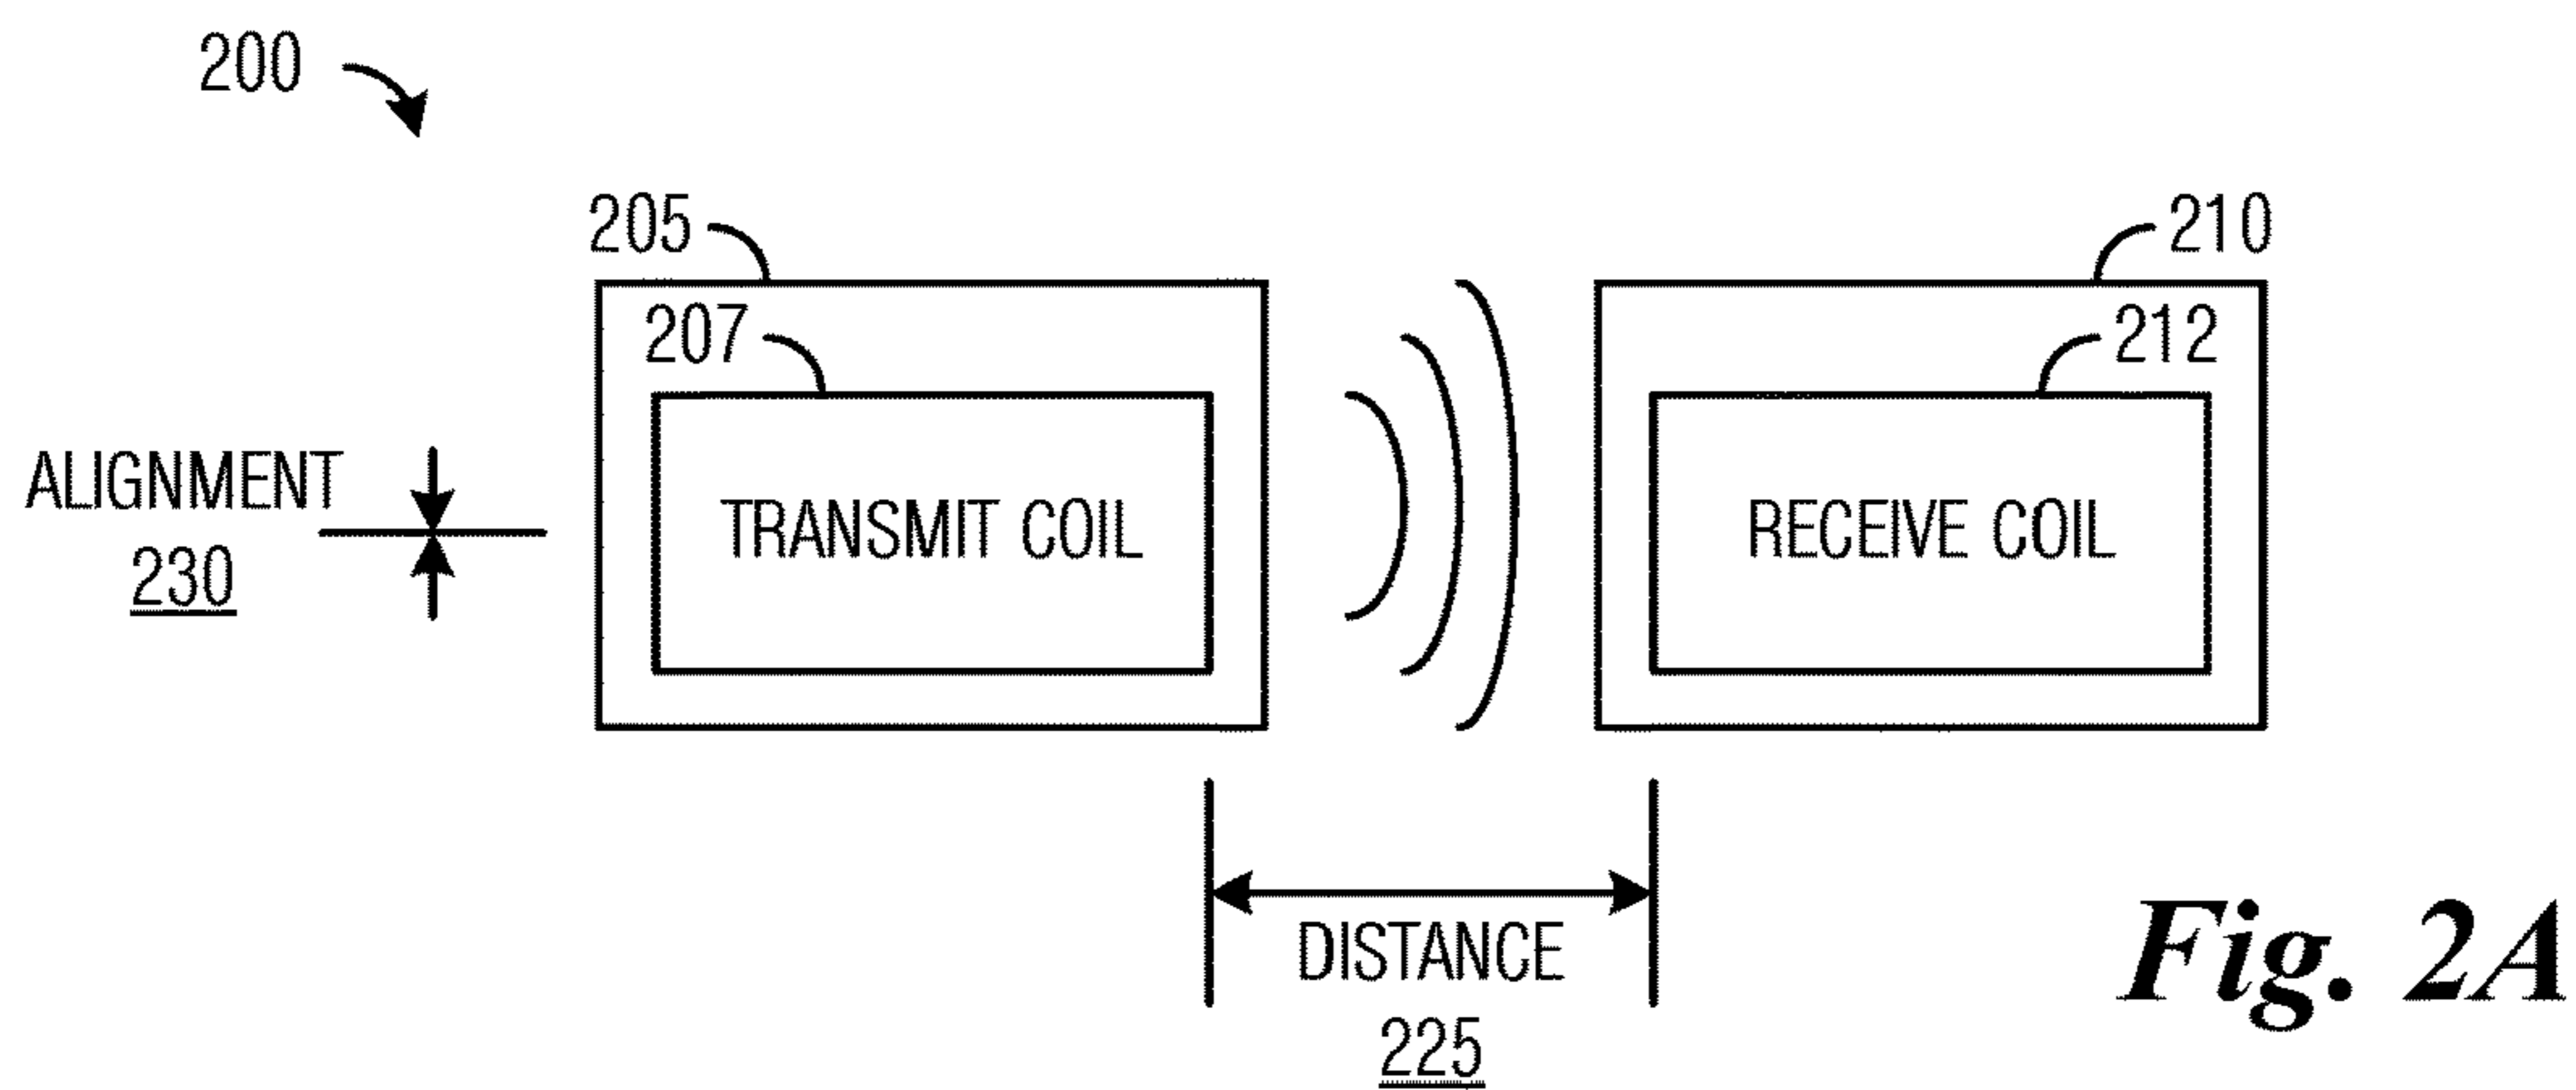 200
205
210
207
212
ALIGNMENT
230
TRANSMIT COIL
RECEIVE COIL
DISTANCE
225
Fig. 2A